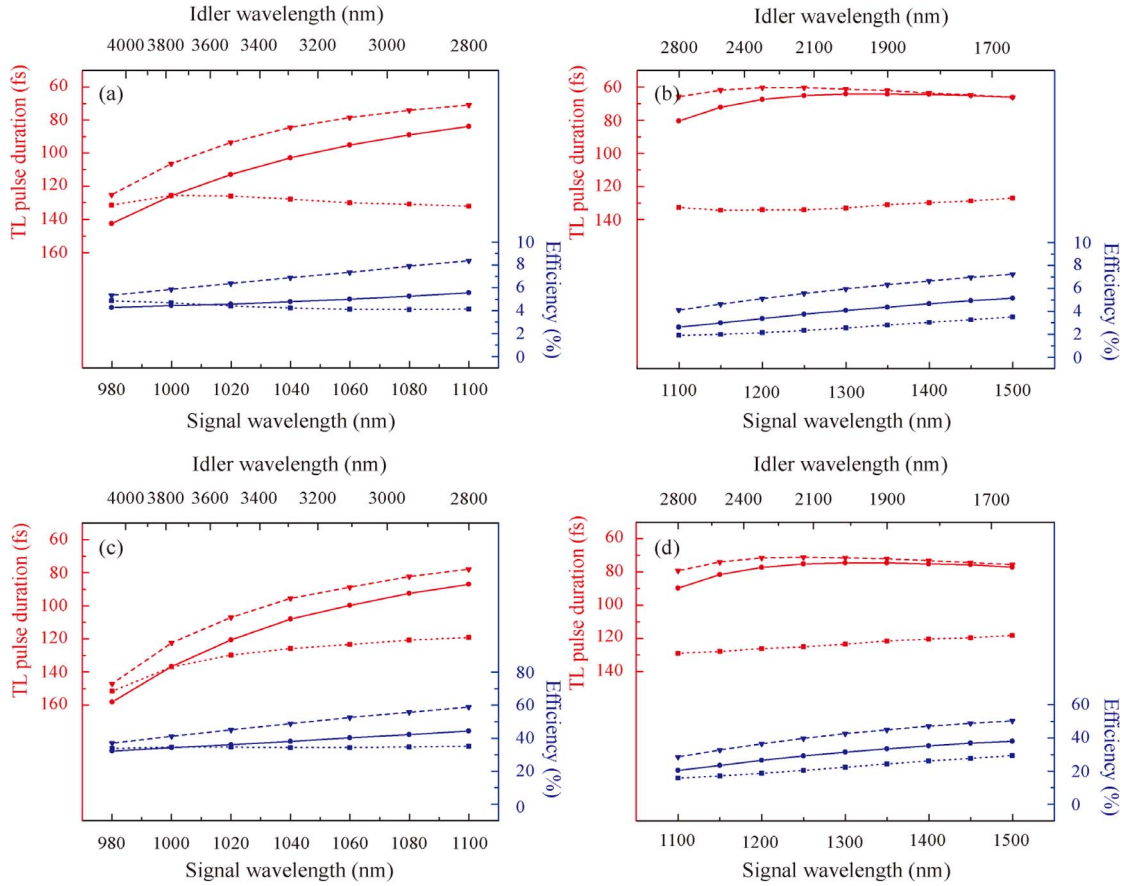 Idler wavelength (nm)
4000 3800 3600 3400 3200 3000 2800
TL pulse duration (fs)
60
80
100
120
140
160
(a)
10
8
6
4
2
0
Efficiency (%)
980 1000 1020 1040 1060 1080 1100
Signal wavelength (nm)
Idler wavelength (nm)
2800 2400 2100 1900 1700
TL pulse duration (fs)
60
80
100
120
140
(b)
10
8
6
4
2
0
Efficiency (%)
1100 1200 1300 1400 1500
Signal wavelength (nm)
Idler wavelength (nm)
4000 3800 3600 3400 3200 3000 2800
TL pulse duration (fs)
60
80
100
120
140
160
(c)
80
60
40
20
0
Efficiency (%)
980 1000 1020 1040 1060 1080 1100
Signal wavelength (nm)
Idler wavelength (nm)
2800 2400 2100 1900 1700
TL pulse duration (fs)
60
80
100
120
140
(d)
60
40
20
0
Efficiency (%)
1100 1200 1300 1400 1500
Signal wavelength (nm)